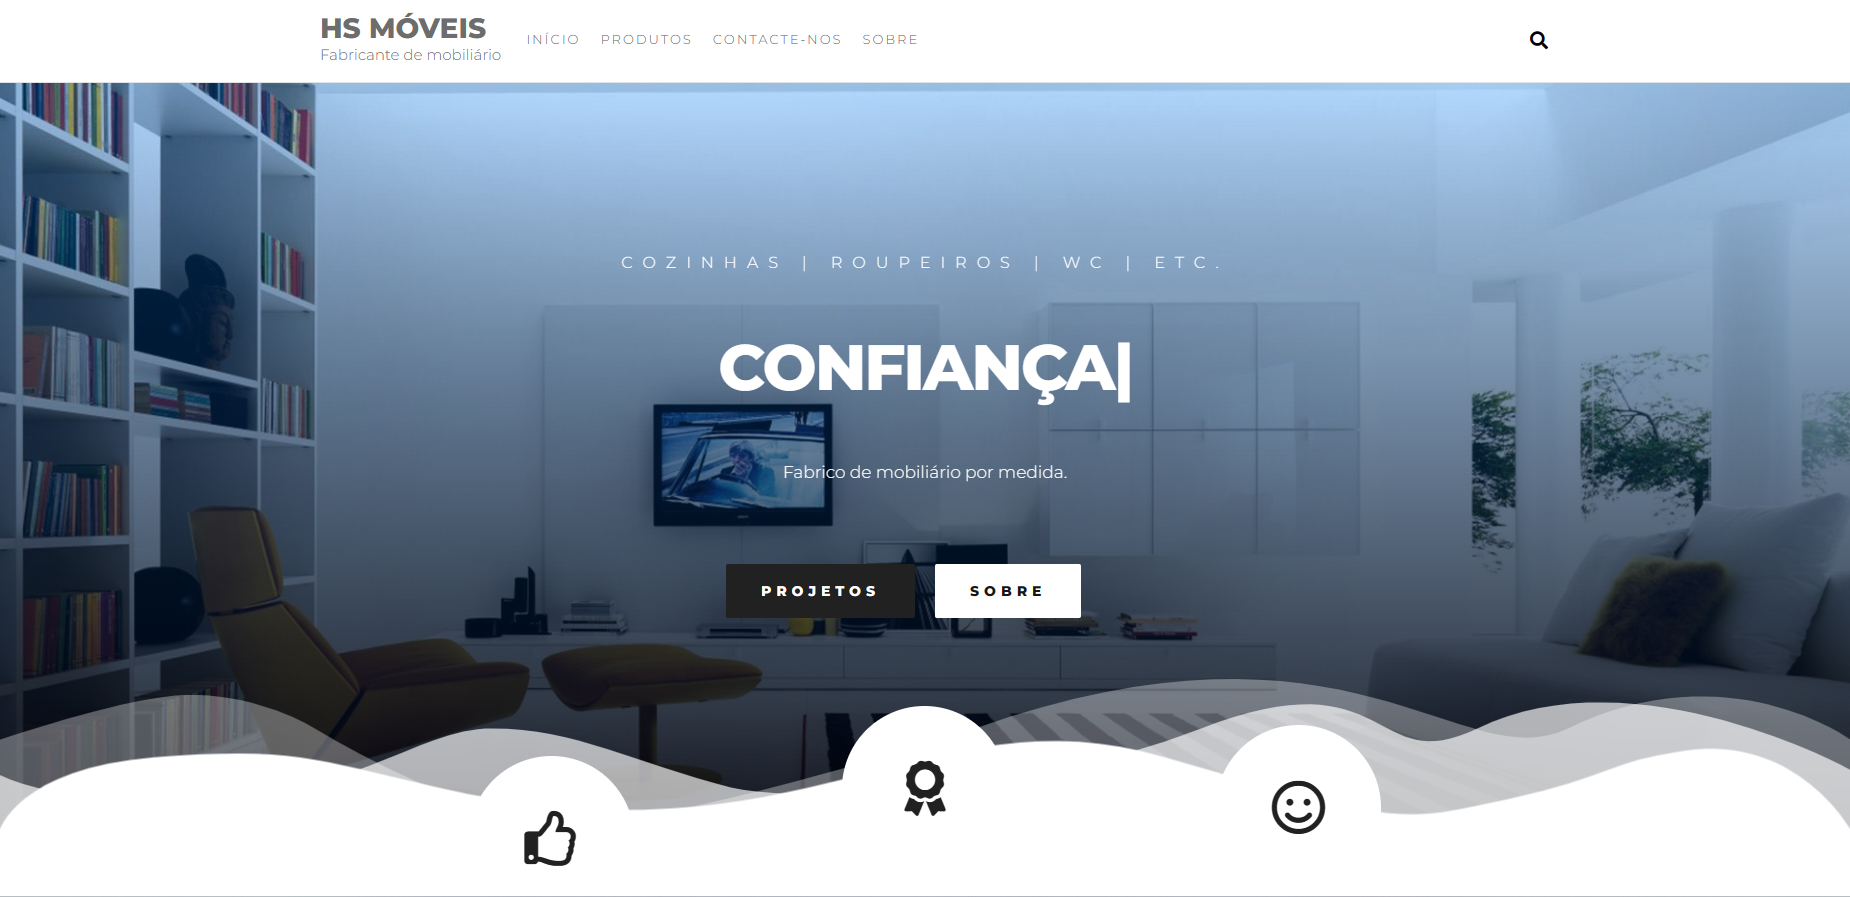 HS MÓVEIS
Fabricante de mobiliário
INÍCIO PRODUTOS CONTACTE-NOS SOBRE
COZINHAS | ROUPEIROS | WC | ETC.
CONFIANÇA|
Fabrico de mobiliário por medida.
PROJETOS SOBRE